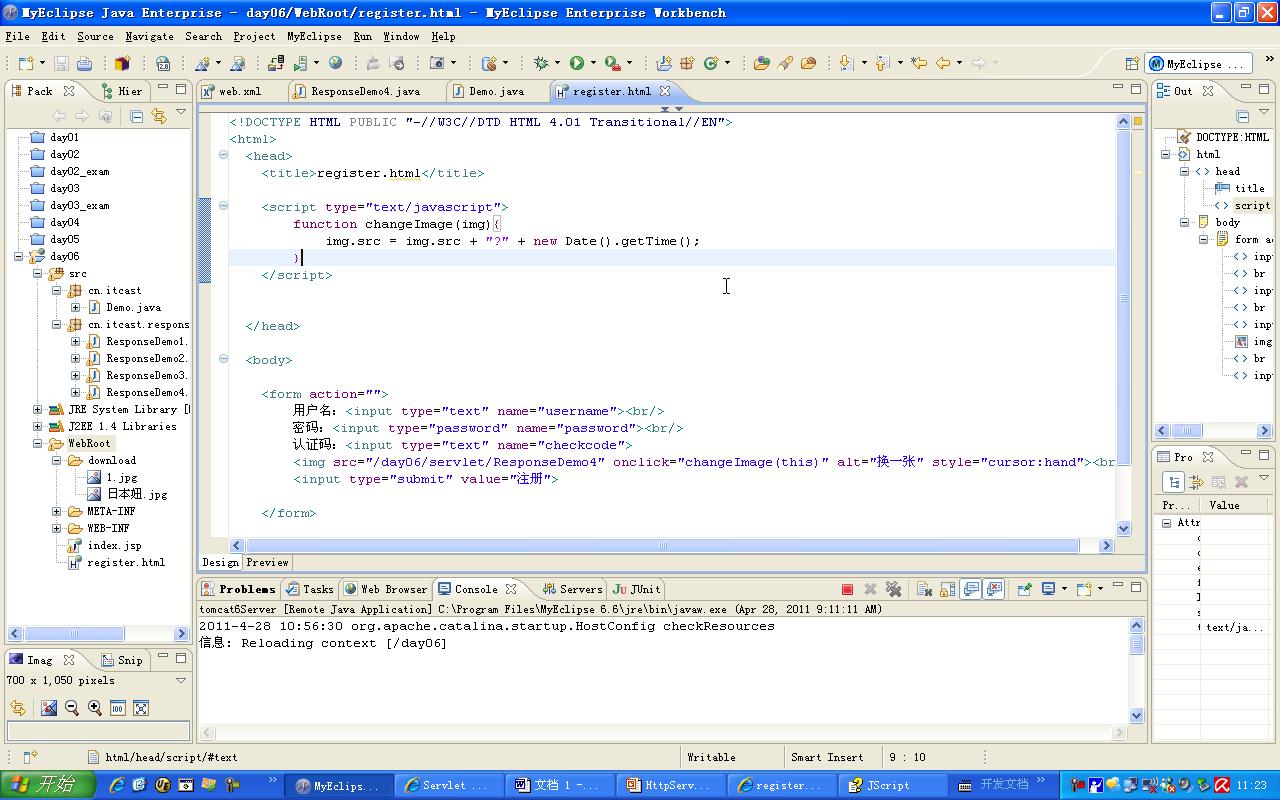 MyEclipse Java Enterprise - day06/WebRoot/register.html - MyEclipse Enterprise Workbench
File Edit Source Navigate Search Project MyEclipse Run Window Help
MyEclipse ...
Pack Hier
web.xml ResponseDemo4.java Demo.java register.html
Out
day01
day02
day02_exam
day03
day03_exam
day04
day05
day06
src
cn.itcast
Demo.java
cn.itcast.respons
ResponseDemo1.
ResponseDemo2.
ResponseDemo3.
ResponseDemo4.
JRE System Library [
J2EE 1.4 Libraries
WebRoot
download
1.jpg
日本妞.jpg
META-INF
WEB-INF
index.jsp
register.html
<!DOCTYPE HTML PUBLIC "-//W3C//DTD HTML 4.01 Transitional//EN">
<html>
<head>
<title>register.html</title>
<script type="text/javascript">
function changeImage(img){
img.src = img.src + "?" + new Date().getTime();
}
</script>
</head>
<body>
<form action="">
用户名：<input type="text" name="username"><br/>
密码：<input type="password" name="password"><br/>
认证码：<input type="text" name="checkcode">
<img src="/day06/servlet/ResponseDemo4" onclick="changeImage(this)" alt="换一张" style="cursor:hand"><br
<input type="submit" value="注册">
</form>
Design Preview
DOCTYPE:HTML
html
head
title
script
body
form a
inp
br
inp
br
inp
img
br
inp
Pro
Pr... Value
Attr
text/ja...
Problems Tasks Web Browser Console Servers JUnit
tomcat6Server [Remote Java Application] C:\Program Files\MyEclipse 6.6\jre\bin\javaw.exe (Apr 28, 2011 9:11:11 AM)
2011-4-28 10:56:30 org.apache.catalina.startup.HostConfig checkResources
信息: Reloading context [/day06]
Imag Snip
700 x 1,050 pixels
html/head/script/#text Writable Smart Insert 9 : 10
开始 MyEclips... Servlet ... 文档 1 -... HttpServ... register... JScript 开发文档 11:23